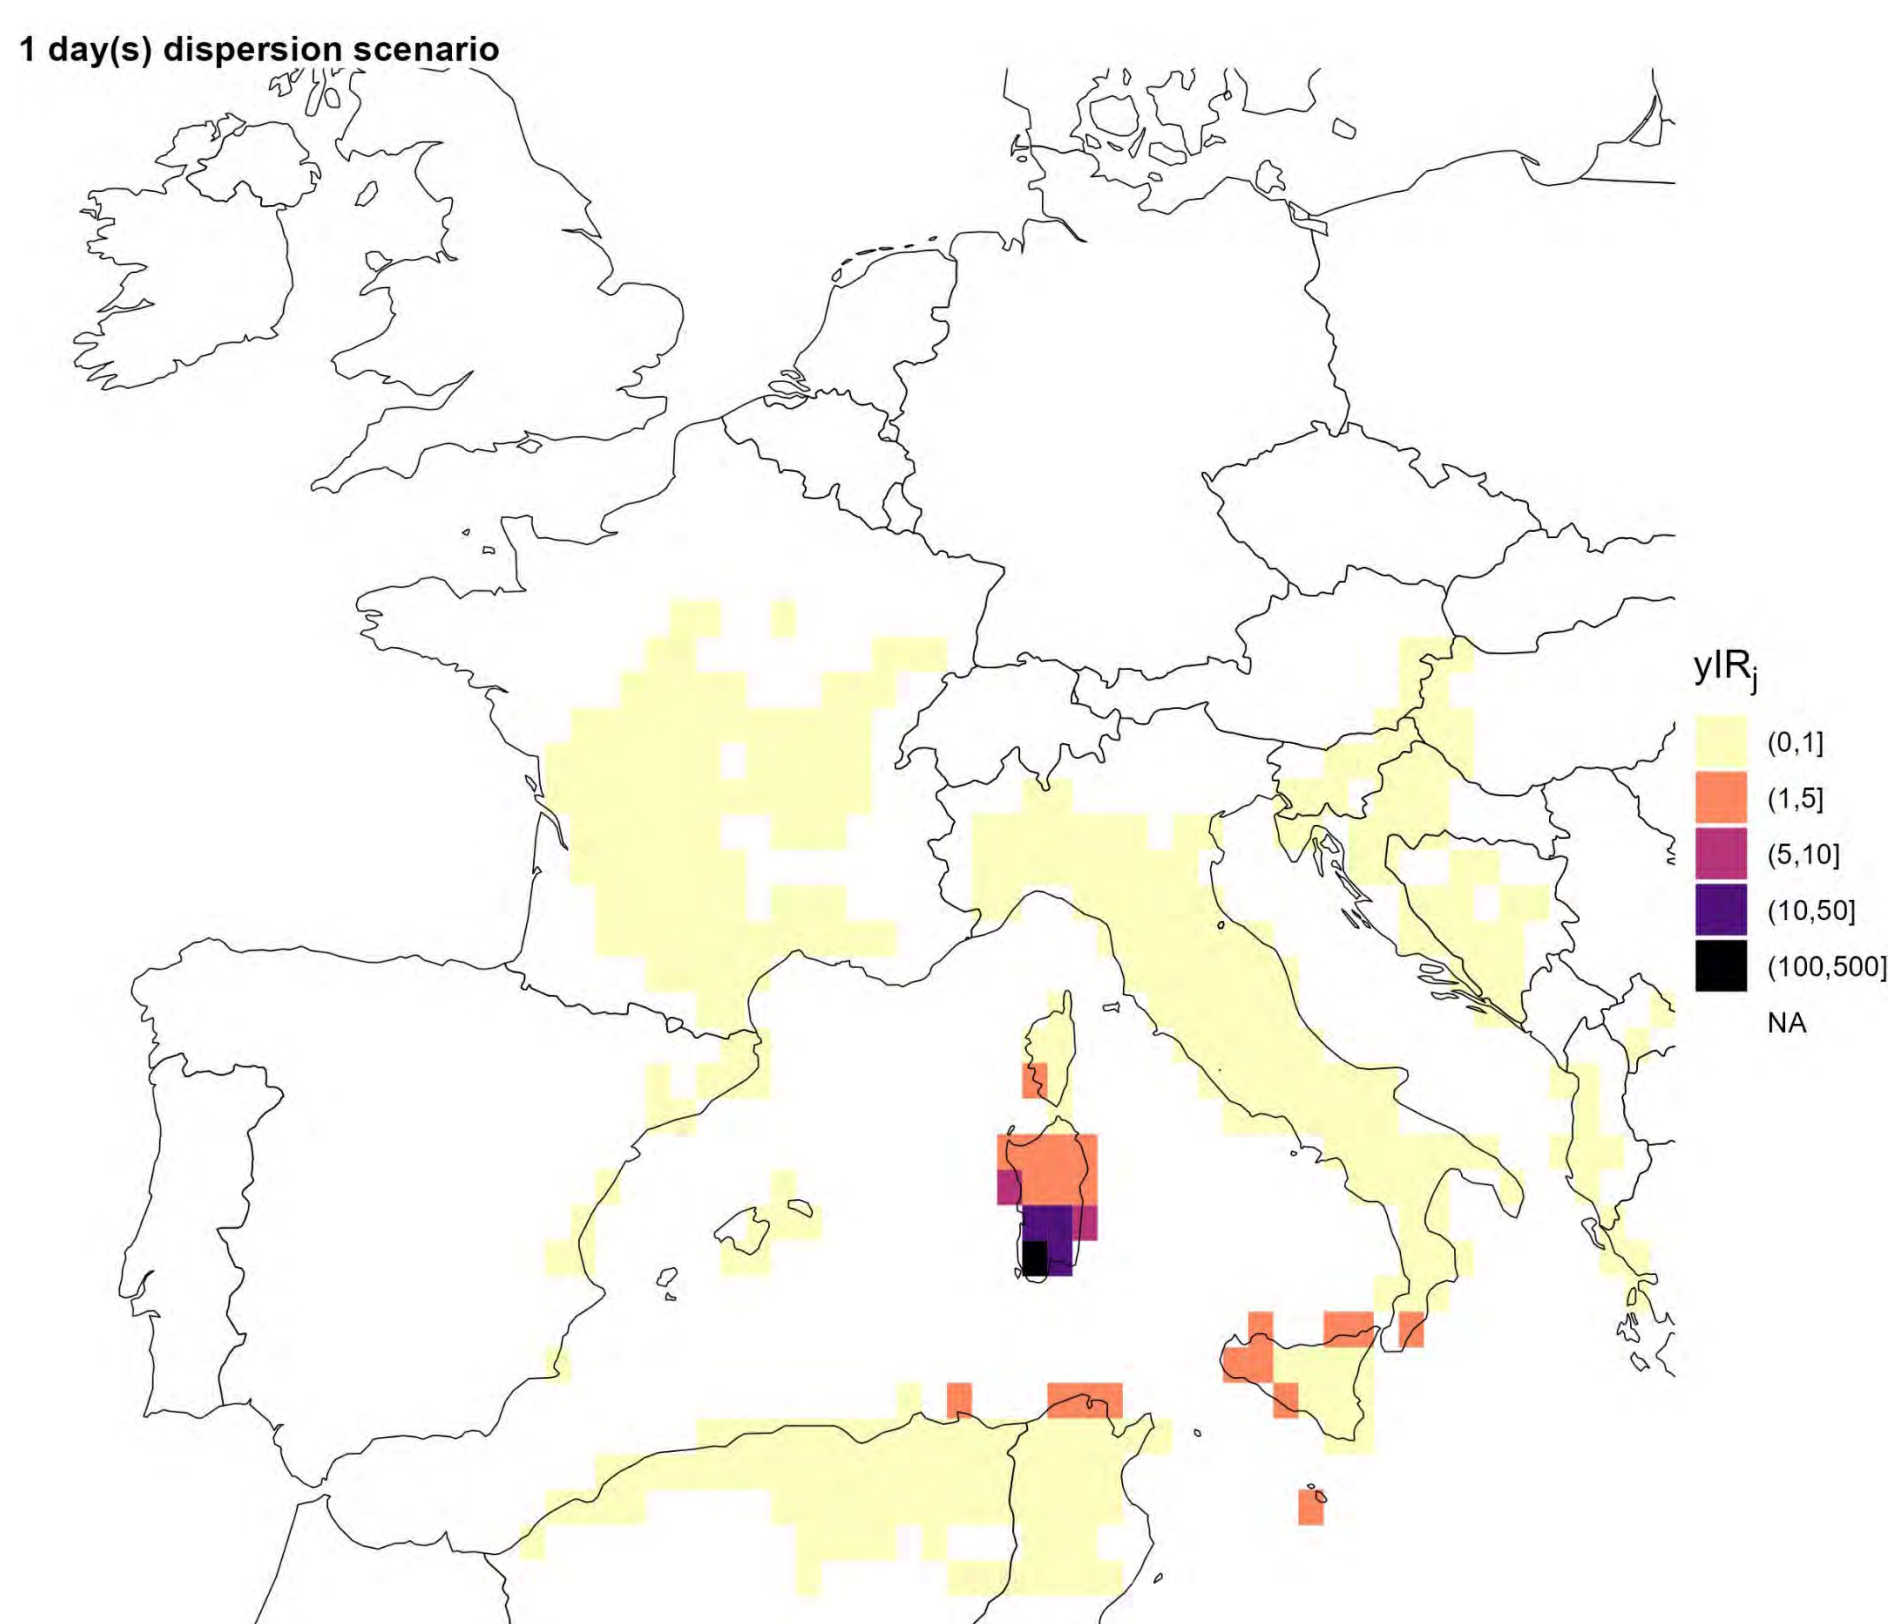 1 day(s) dispersion scenario
yIRj
(0,1]
(1,5]
(5,10]
(10,50]
(100,500]
NA